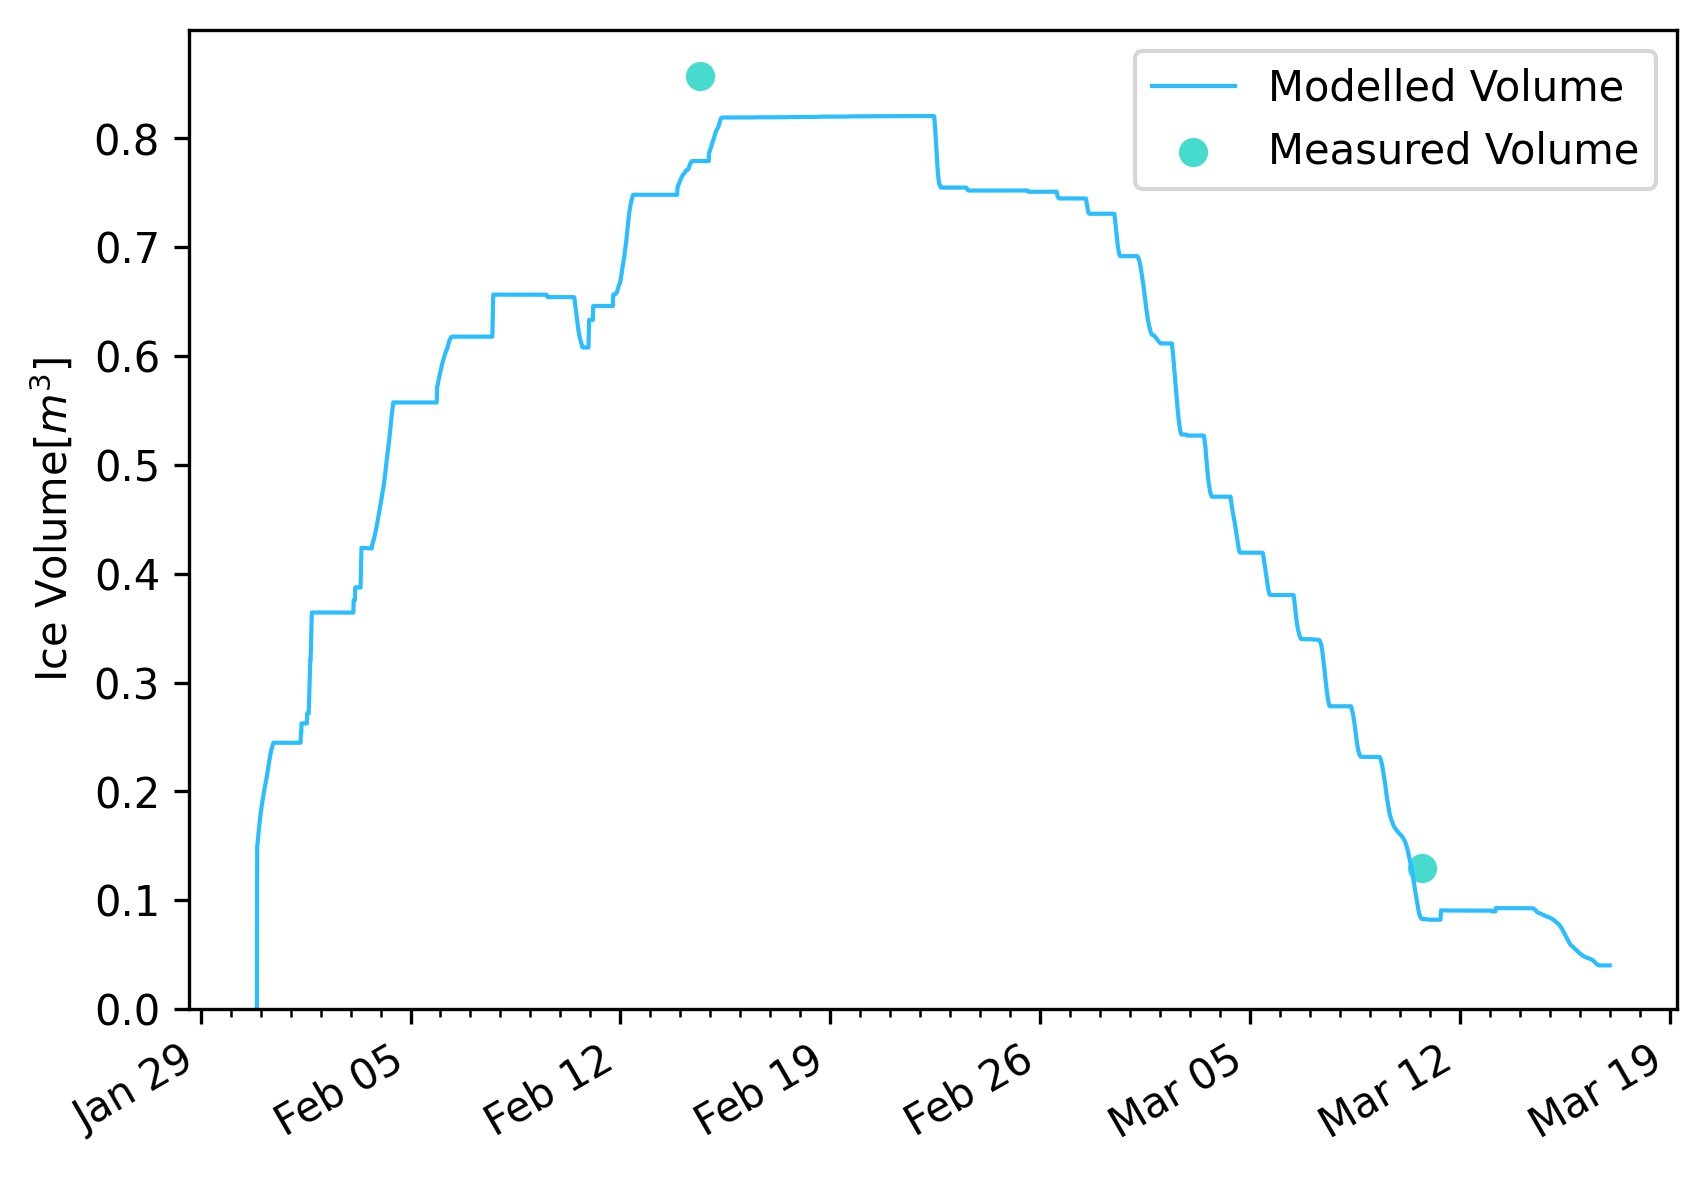 Modelled Volume
Measured Volume
Ice Volume[m³]
0.8
0.7
0.6
0.5
0.4
0.3
0.2
0.1
0.0
Jan 29
Feb 05
Feb 12
Feb 19
Feb 26
Mar 05
Mar 12
Mar 19